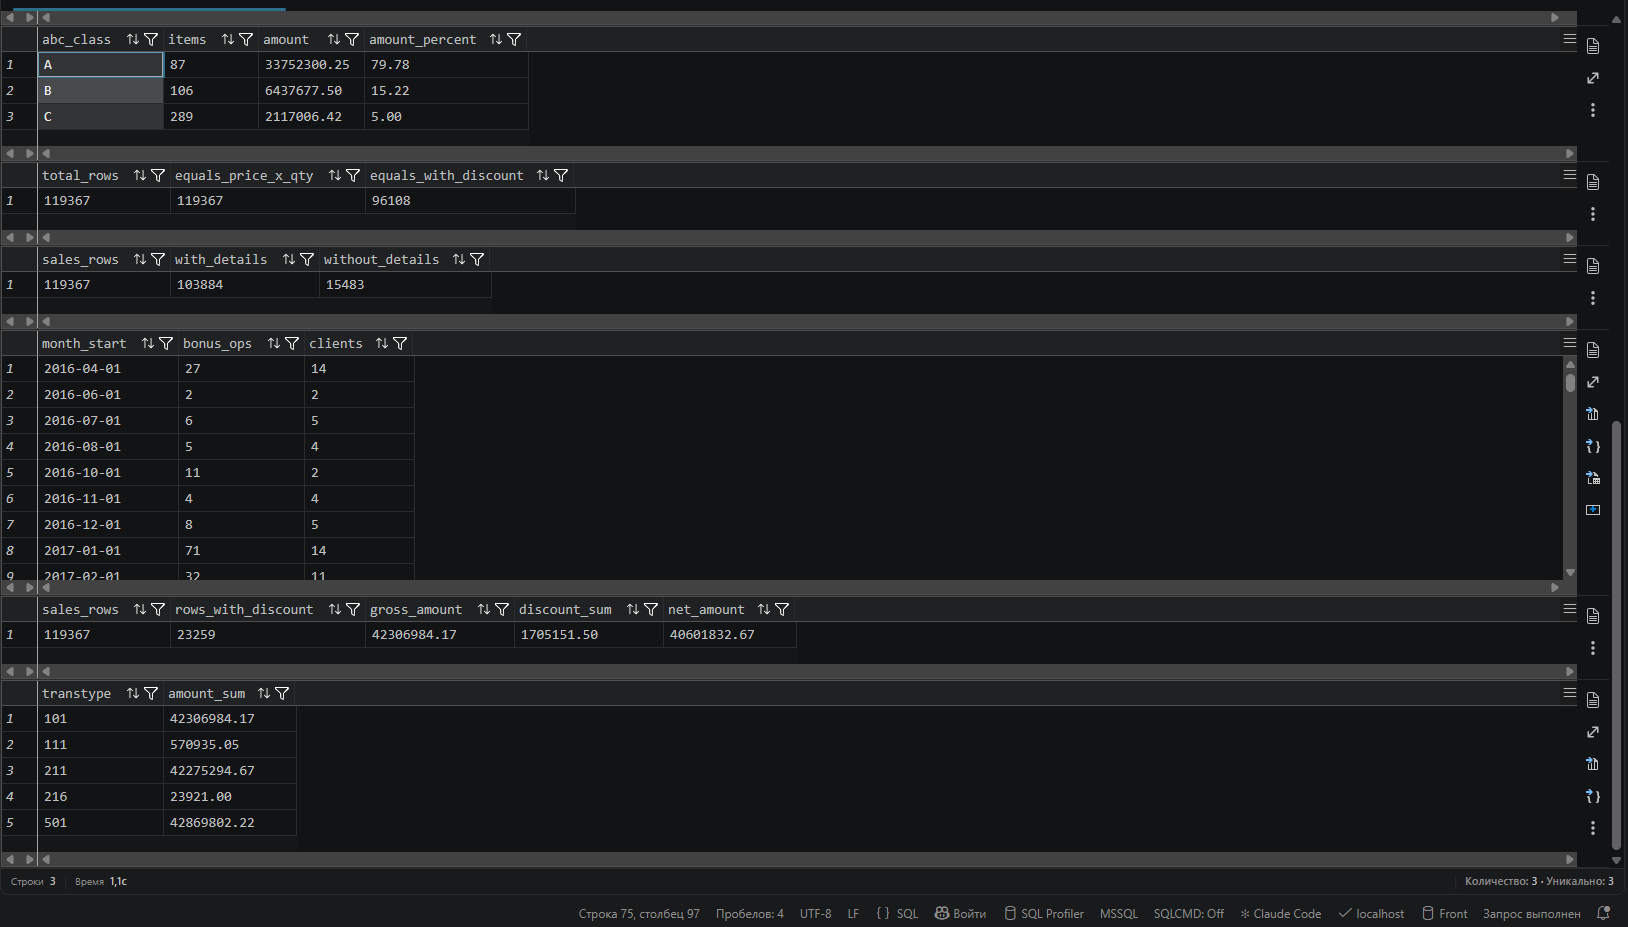 abc_class items amount amount_percent
1 A 87 33752300.25 79.78
2 B 106 6437677.50 15.22
3 C 289 2117006.42 5.00
total_rows equals_price_x_qty equals_with_discount
1 119367 119367 96108
sales_rows with_details without_details
1 119367 103884 15483
month_start bonus_ops clients
1 2016-04-01 27 14
2 2016-06-01 2 2
3 2016-07-01 6 5
4 2016-08-01 5 4
5 2016-10-01 11 2
6 2016-11-01 4 4
7 2016-12-01 8 5
8 2017-01-01 71 14
9 2017-02-01 32 11
sales_rows rows_with_discount gross_amount discount_sum net_amount
1 119367 23259 42306984.17 1705151.50 40601832.67
transtype amount_sum
1 101 42306984.17
2 111 570935.05
3 211 42275294.67
4 216 23921.00
5 501 42869802.22
Строки 3 Время 1,1с Количество: 3 · Уникально: 3
Строка 75, столбец 97 Пробелов: 4 UTF-8 LF { } SQL Войти SQL Profiler MSSQL SQLCMD: Off Claude Code localhost Front Запрос выполнен